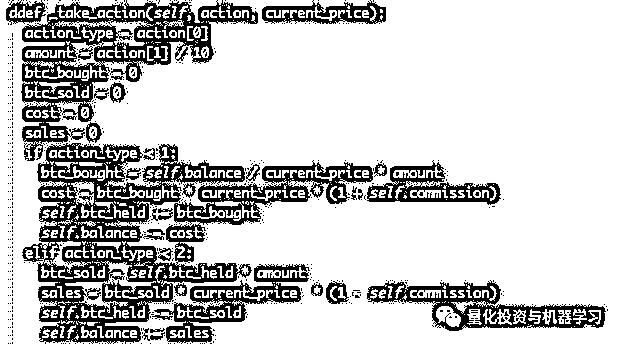 ddef _take_action(self, action, current_price):
action_type = action[0]
amount = action[1] // 10
btc_bought = 0
btc_sold = 0
cost = 0
sales = 0
if action_type < 1:
btc_bought = self.balance // current_price * amount
cost = btc_bought * current_price * (1 + self.commission)
self.btc_held += btc_bought
self.balance -= cost
elif action_type < 2:
btc_sold = self.btc_held * amount
sales = btc_sold * current_price * (1 - self.commission)
self.btc_held -= btc_sold
self.balance += sales
量化投资与机器学习